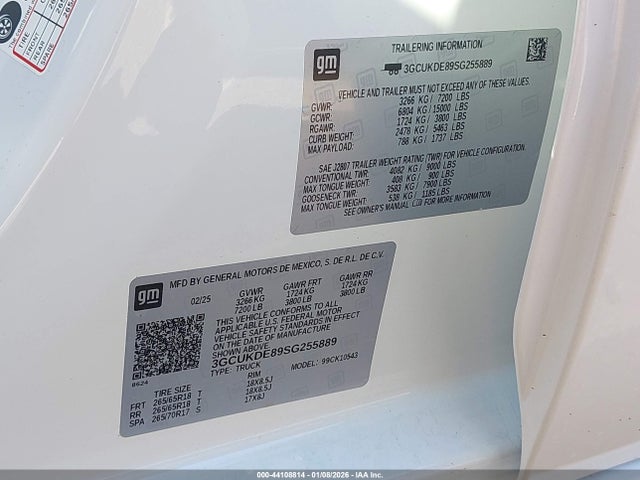 TIRE
FRONT
REAR
SPARE
gm
TRAILERING INFORMATION
3GCUKDE89SG255889
VEHICLE AND TRAILER MUST NOT EXCEED ANY OF THESE VALUES.
GVWR: 3266 KG / 7200 LBS
GCWR: 6804 KG / 15000 LBS
RGAWR: 1724 KG / 3800 LBS
CURB WEIGHT: 2478 KG / 5463 LBS
MAX PAYLOAD: 788 KG / 1737 LBS
SAE J2807 TRAILER WEIGHT RATING (TWR) FOR VEHICLE CONFIGURATION.
CONVENTIONAL TWR: 4082 KG / 9000 LBS
MAX TONGUE WEIGHT: 408 KG / 900 LBS
GOOSENECK TWR: 3583 KG / 7900 LBS
MAX TONGUE WEIGHT: 538 KG / 1185 LBS
SEE OWNER'S MANUAL FOR MORE INFORMATION
gm
MFD BY GENERAL MOTORS DE MEXICO, S. DE R.L. DE C.V.
02/25 GVWR GAWR FRT GAWR RR
3266 KG 1724 KG 1724 KG
7200 LB 3800 LB 3800 LB
THIS VEHICLE CONFORMS TO ALL
APPLICABLE U.S. FEDERAL MOTOR
VEHICLE SAFETY STANDARDS IN EFFECT
ON THE DATE OF MANUFACTURE
SHOWN ABOVE.
3GCUKDE89SG255889
TYPE: TRUCK MODEL: 99CK10543
8624
TIRE SIZE RIM
FRT 265/65R18 T 18X8.5J
RR 265/65R18 T 18X8.5J
SPA 265/70R17 S 17X8J
000-44108814 | 01/08/2026 - Copyright © 2026 IAAI, Inc.